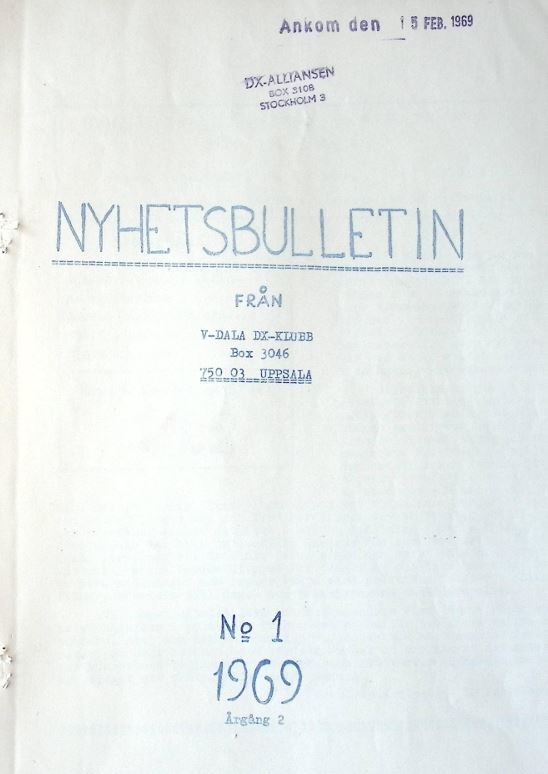 Ankom den 15 FEB. 1969
DX-ALLIANSEN
BOX 3108
STOCKHOLM 3
NYHETSBULLETIN
FRÅN
V-DALA DX-KLUBB
Box 3046
750 03 UPPSALA
No 1
1969
Årgång 2